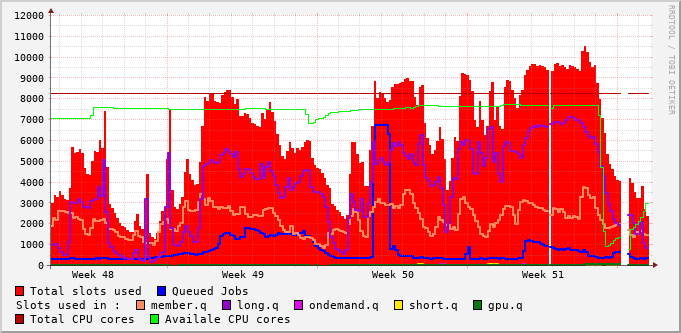 12000
11000
10000
9000
8000
7000
6000
5000
4000
3000
2000
1000
0
Week 48 Week 49 Week 50 Week 51
RRDTOOL / TOBI OETIKER
Total slots used Queued Jobs
Slots used in : member.q long.q ondemand.q short.q gpu.q
Total CPU cores Availale CPU cores